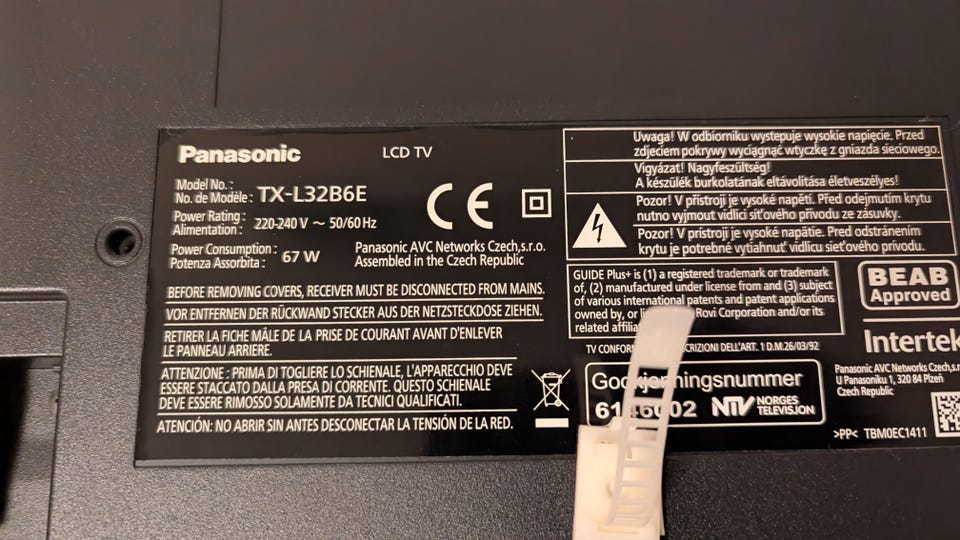 Panasonic
LCD TV
Model No. :
No. de Modèle : TX-L32B6E
Power Rating :
Alimentation : 220-240 V ~ 50/60 Hz
Power Consumption :
Potenza Assorbita : 67 W
CE
Panasonic AVC Networks Czech,s.r.o.
Assembled in the Czech Republic
BEFORE REMOVING COVERS, RECEIVER MUST BE DISCONNECTED FROM MAINS.
VOR ENTFERNEN DER RÜCKWAND STECKER AUS DER NETZSTECKDOSE ZIEHEN.
RETIRER LA FICHE MÂLE DE LA PRISE DE COURANT AVANT D'ENLEVER
LE PANNEAU ARRIERE.
ATTENZIONE : PRIMA DI TOGLIERE LO SCHIENALE, L'APPARECCHIO DEVE
ESSERE STACCATO DALLA PRESA DI CORRENTE. QUESTO SCHIENALE
DEVE ESSERE RIMOSSO SOLAMENTE DA TECNICI QUALIFICATI.
ATENCIÓN: NO ABRIR SIN ANTES DESCONECTAR LA TENSIÓN DE LA RED.
Uwaga! W odbiorniku wystepuje wysokie napięcie. Przed
zdjeciem pokrywy wyciągnąć wtyczkę z gniazda sieciowego.
Vigyázat! Nagyfeszültség!
A készülék burkolatának eltávolítása életveszélyes!
Pozor! V přístroji je vysoké napětí. Před odejmutím krytu
nutno vyjmout vidlici síťového přívodu ze zásuvky.
Pozor! V prístroji je vysoké napätie. Pred odstránením
krytu je potrebné vytiahnuť vidlicu sieťového prívodu.
GUIDE Plus+ is (1) a registered trademark or trademark
of, (2) manufactured under license from and (3) subject
of various international patents and patent applications
owned by, or Rovi Corporation and/or its
related
TV DELL'ART. 1 D.M.26/03/92
Godkjenningsnummer
NTV NORGES
TELEVISJON
BEAB
Approved
Intertek
Panasonic AVC Networks Czech
U Panasoniku 1, 320 84 Plzeň
Czech Republic
>PP< TBM0EC1411